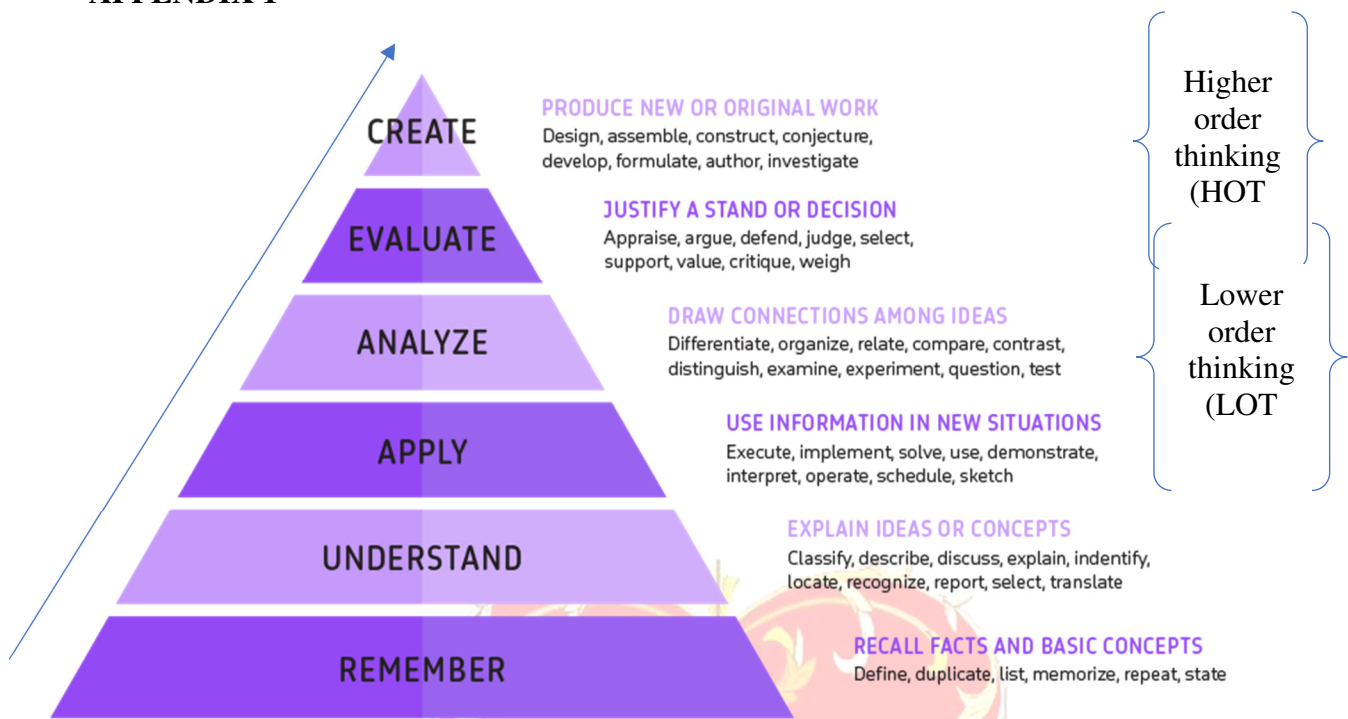 APPENDIX I
CREATE
PRODUCE NEW OR ORIGINAL WORK
Design, assemble, construct, conjecture,
develop, formulate, author, investigate
EVALUATE
JUSTIFY A STAND OR DECISION
Appraise, argue, defend, judge, select,
support, value, critique, weigh
ANALYZE
DRAW CONNECTIONS AMONG IDEAS
Differentiate, organize, relate, compare, contrast,
distinguish, examine, experiment, question, test
APPLY
USE INFORMATION IN NEW SITUATIONS
Execute, implement, solve, use, demonstrate,
interpret, operate, schedule, sketch
UNDERSTAND
EXPLAIN IDEAS OR CONCEPTS
Classify, describe, discuss, explain, indentify,
locate, recognize, report, select, translate
REMEMBER
RECALL FACTS AND BASIC CONCEPTS
Define, duplicate, list, memorize, repeat, state
Higher
order
thinking
(HOT
Lower
order
thinking
(LOT